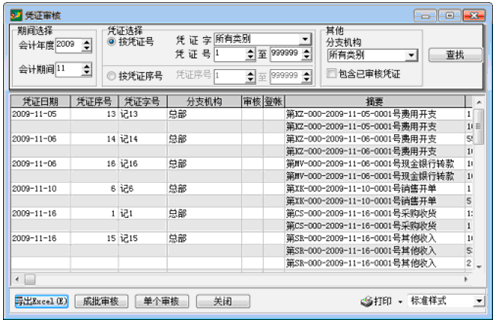 凭证审核
期间选择 凭证选择 其他
会计年度 2009 按凭证号 凭 证 字 所有类别 分支机构
凭 证 号 1 至 999999 所有类别 查找
会计期间 11 按凭证序号 凭证序号 1 至 999999 包含已审核凭证
凭证日期 凭证序号 凭证字号 分支机构 审核 登帐 摘要
2009-11-05 13 记13 总部 第KZ-000-2009-11-05-0001号费用开支
第KZ-000-2009-11-05-0001号费用开支
2009-11-06 14 记14 总部 第KZ-000-2009-11-06-0001号费用开支
第KZ-000-2009-11-06-0001号费用开支
2009-11-06 16 记16 总部 第MV-000-2009-11-06-0001号现金银行转款
第MV-000-2009-11-06-0001号现金银行转款
2009-11-10 6 记6 总部 第XK-000-2009-11-10-0001号销售开单
第XK-000-2009-11-10-0001号销售开单
2009-11-16 1 记1 总部 第CS-000-2009-11-16-0001号采购收货
第CS-000-2009-11-16-0001号采购收货
2009-11-16 15 记15 总部 第SR-000-2009-11-16-0001号其他收入
第SR-000-2009-11-16-0001号其他收入
第SR-000-2009-11-16-0001号其他收入
导出Excel(E) 成批审核 单个审核 关闭 打印 标准样式